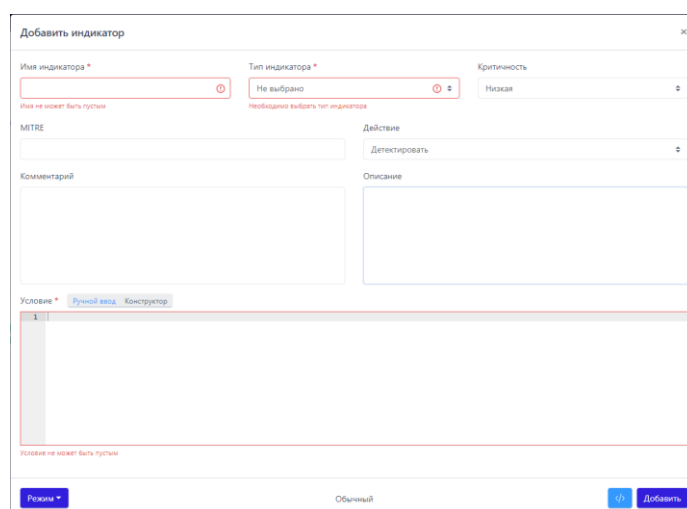 Добавить индикатор ×
Имя индикатора * Тип индикатора * Критичность
Не выбрано Низкая
Имя не может быть пустым Необходимо выбрать тип индикатора
MITRE Действие
Детектировать
Комментарий Описание
Условие * Ручной ввод Конструктор
1
Условие не может быть пустым
Режим Обычный </> Добавить